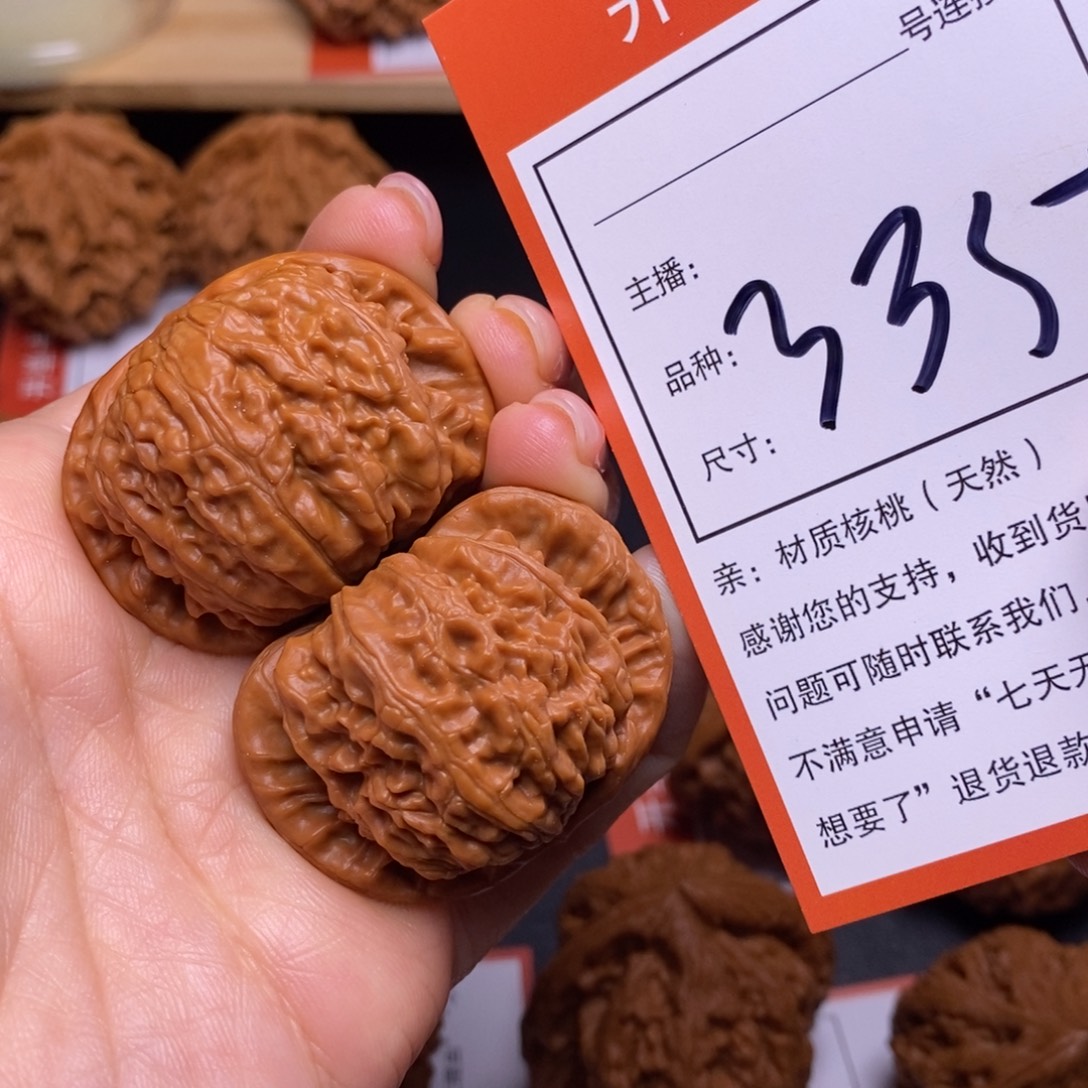 号连接
主播：
品种：
335
尺寸：
亲：材质核桃（天然）
感谢您的支持，收到货
问题可随时联系我们，
不满意申请“七天无
想要了”退货退款